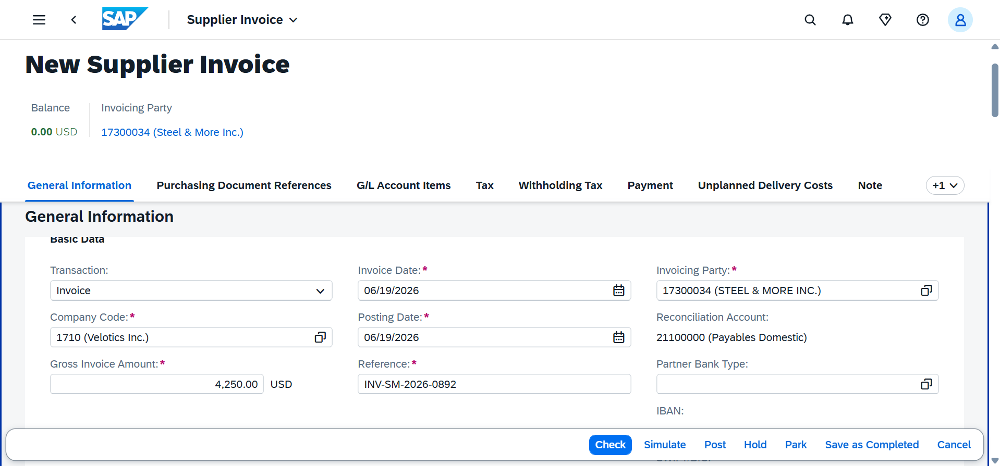 SAP
Supplier Invoice
New Supplier Invoice
Balance
Invoicing Party
0.00 USD
17300034 (Steel & More Inc.)
General Information
Purchasing Document References
G/L Account Items
Tax
Withholding Tax
Payment
Unplanned Delivery Costs
Note
+1
General Information
Basic Data
Transaction:
Invoice Date:*
Invoicing Party:*
Invoice
06/19/2026
17300034 (STEEL & MORE INC.)
Company Code:*
Posting Date:*
Reconciliation Account:
1710 (Velotics Inc.)
06/19/2026
21100000 (Payables Domestic)
Gross Invoice Amount:*
Reference:*
Partner Bank Type:
4,250.00 USD
INV-SM-2026-0892
IBAN:
Check
Simulate
Post
Hold
Park
Save as Completed
Cancel